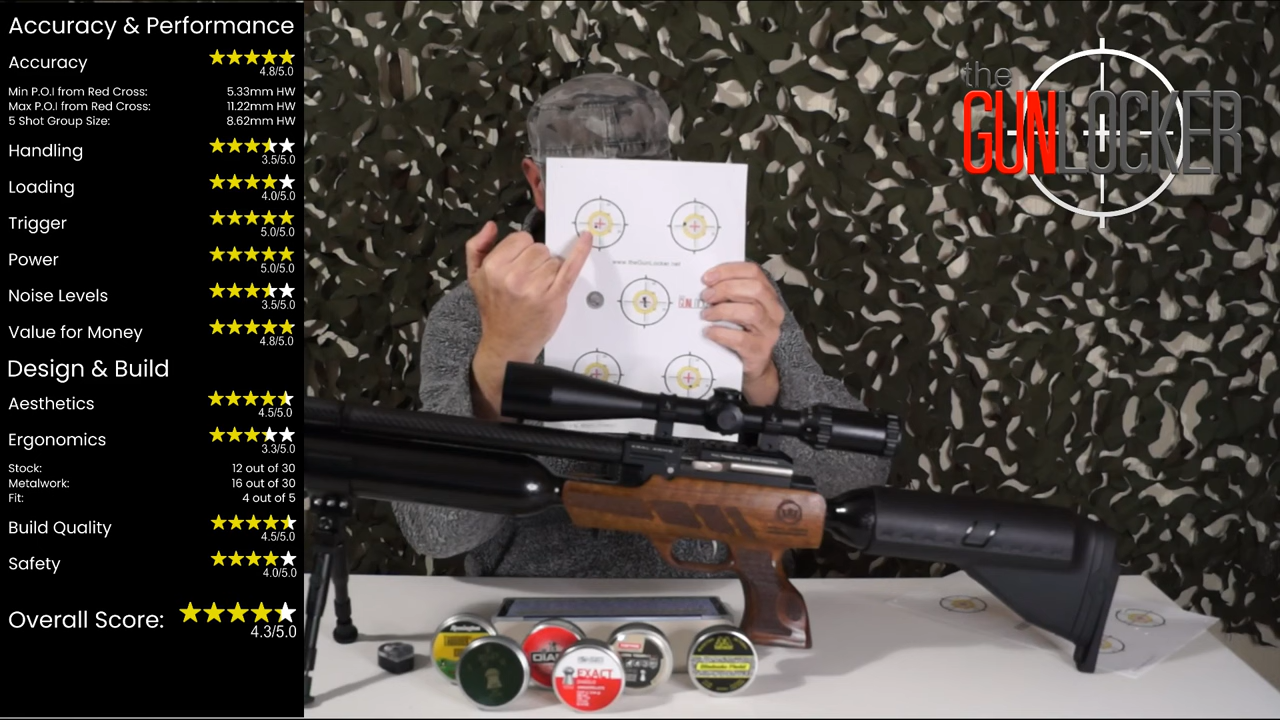 Accuracy & Performance
Accuracy
4.8/5.0
Min P.O.I from Red Cross: 5.33mm HW
Max P.O.I from Red Cross: 11.22mm HW
5 Shot Group Size: 8.62mm HW
Handling
3.5/5.0
Loading
4.0/5.0
Trigger
5.0/5.0
Power
5.0/5.0
Noise Levels
3.5/5.0
Value for Money
4.8/5.0
Design & Build
Aesthetics
4.5/5.0
Ergonomics
3.3/5.0
Stock: 12 out of 30
Metalwork: 16 out of 30
Fit: 4 out of 5
Build Quality
4.5/5.0
Safety
4.0/5.0
Overall Score:
4.3/5.0
the
GUNLOCKER
www.theGunLocker.net
GUN
Remington
DIA
EXACT